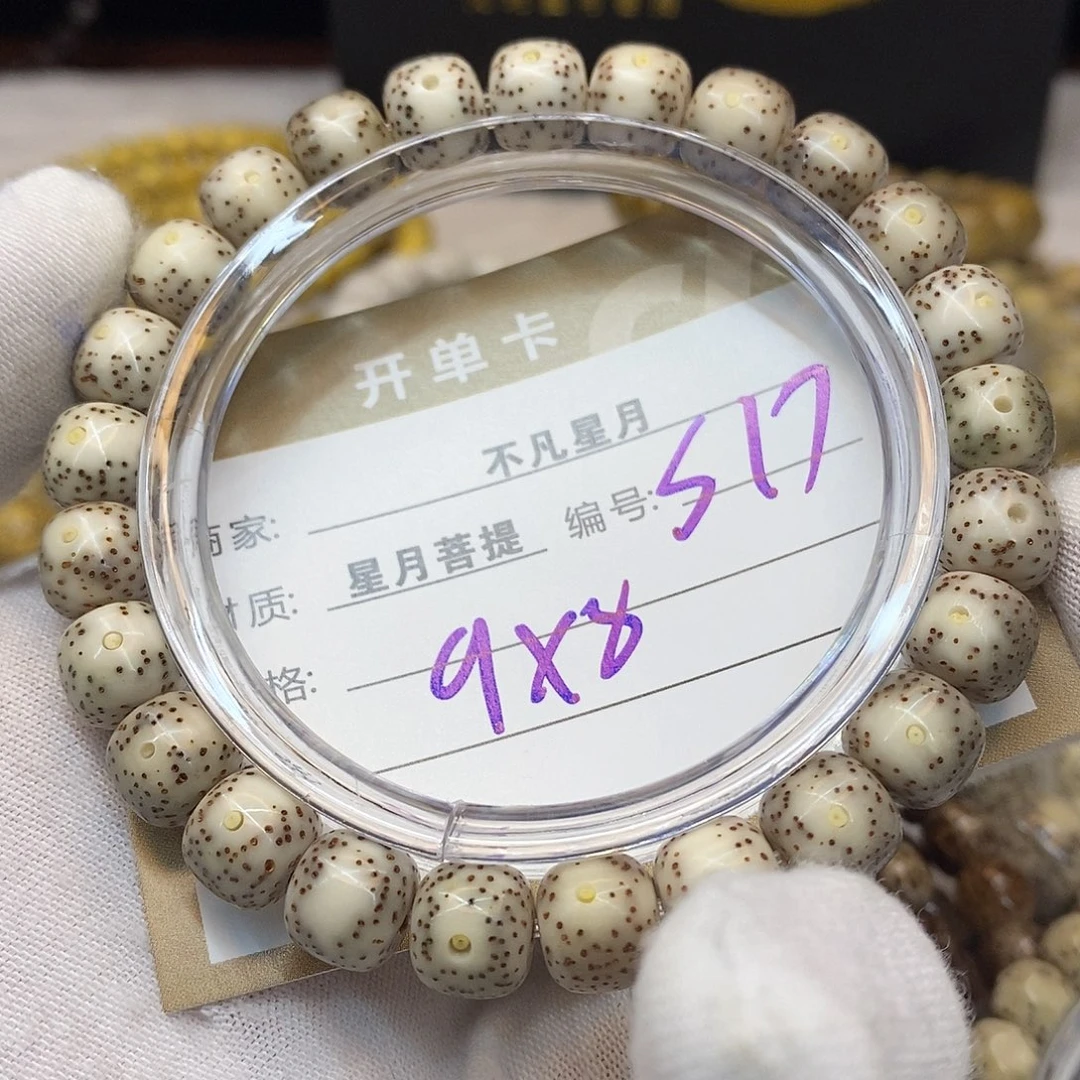 开单卡
不凡星月
商家:
星月菩提 编号: S17
材质:
9x8
格: